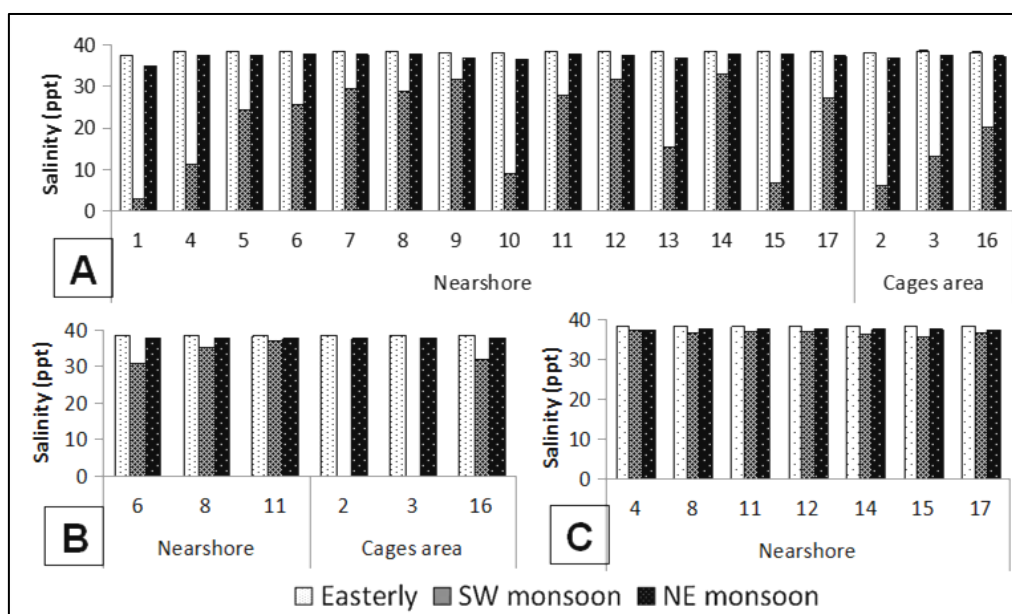 Salinity (ppt)
40
30
20
10
0
1 4 5 6 7 8 9 10 11 12 13 14 15 17 2 3 16
Nearshore Cages area
A
Salinity (ppt)
40
30
20
10
0
6 8 11 2 3 16
Nearshore Cages area
B
Salinity (ppt)
40
30
20
10
0
4 8 11 12 14 15 17
Nearshore
C
Easterly SW monsoon NE monsoon